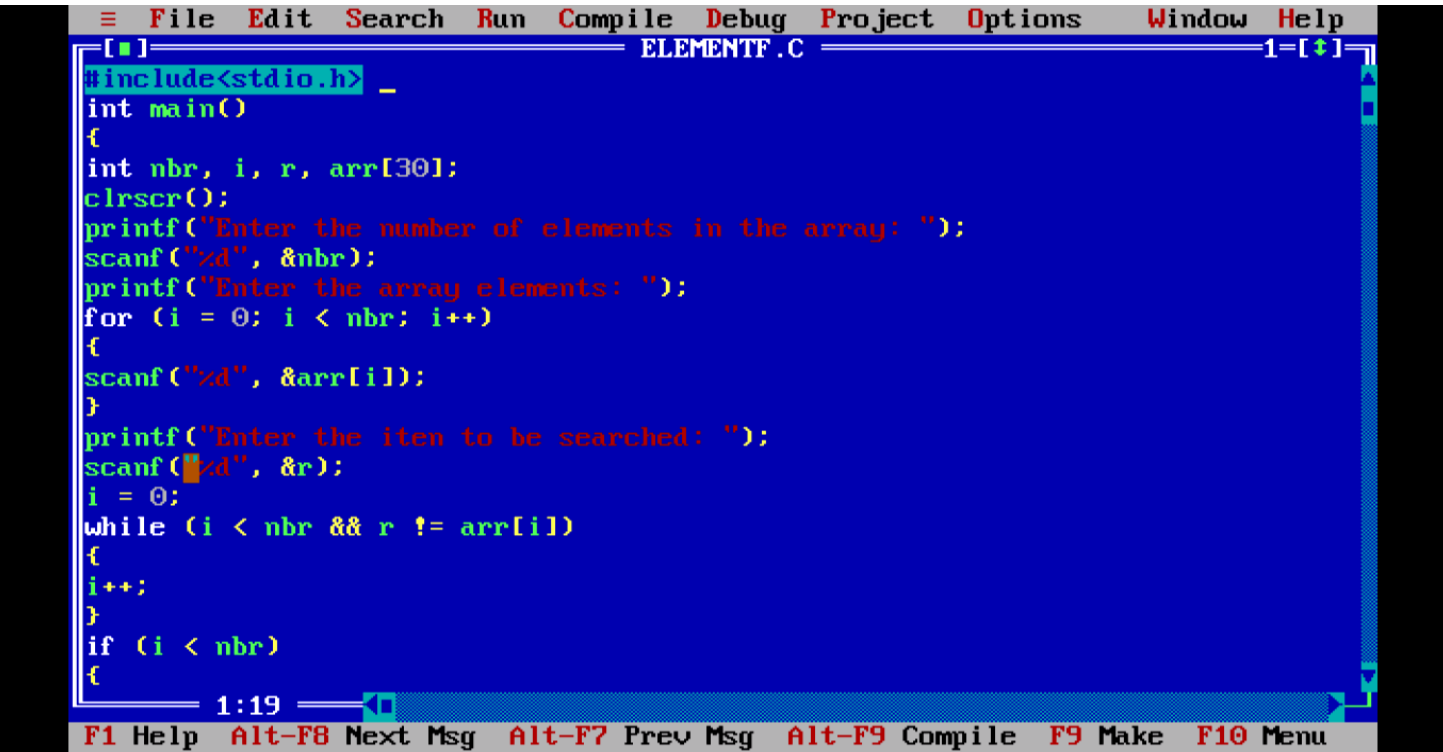 ≡ File Edit Search Run Compile Debug Project Options Window Help
[■] ELEMENTF.C 1=[↕]
#include<stdio.h> _
int main()
{
int nbr, i, r, arr[30];
clrscr();
printf("Enter the number of elements in the array: ");
scanf("%d", &nbr);
printf("Enter the array elements: ");
for (i = 0; i < nbr; i++)
{
scanf("%d", &arr[i]);
}
printf("Enter the iten to be searched: ");
scanf("%d", &r);
i = 0;
while (i < nbr && r != arr[i])
{
i++;
}
if (i < nbr)
{
1:19
F1 Help Alt-F8 Next Msg Alt-F7 Prev Msg Alt-F9 Compile F9 Make F10 Menu